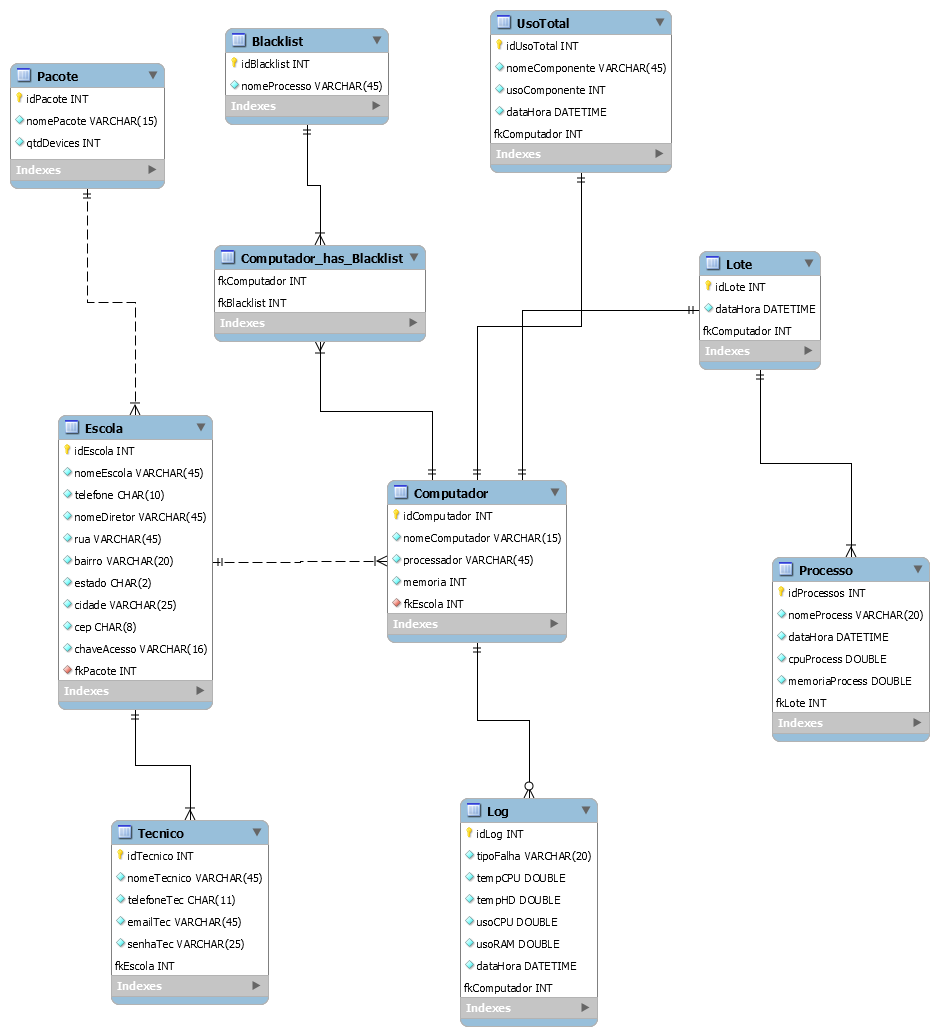 UsoTotal
idUsoTotal INT
nomeComponente VARCHAR(45)
usoComponente INT
dataHora DATETIME
fkComputador INT
Indexes
Blacklist
idBlacklist INT
nomeProcesso VARCHAR(45)
Indexes
Pacote
idPacote INT
nomePacote VARCHAR(15)
qtdDevices INT
Indexes
Computador_has_Blacklist
fkComputador INT
fkBlacklist INT
Indexes
Lote
idLote INT
dataHora DATETIME
fkComputador INT
Indexes
Escola
idEscola INT
nomeEscola VARCHAR(45)
telefone CHAR(10)
nomeDiretor VARCHAR(45)
rua VARCHAR(45)
bairro VARCHAR(20)
estado CHAR(2)
cidade VARCHAR(25)
cep CHAR(8)
chaveAcesso VARCHAR(16)
fkPacote INT
Indexes
Computador
idComputador INT
nomeComputador VARCHAR(15)
processador VARCHAR(45)
memoria INT
fkEscola INT
Indexes
Processo
idProcessos INT
nomeProcess VARCHAR(20)
dataHora DATETIME
cpuProcess DOUBLE
memoriaProcess DOUBLE
fkLote INT
Indexes
Tecnico
idTecnico INT
nomeTecnico VARCHAR(45)
telefoneTec CHAR(11)
emailTec VARCHAR(45)
senhaTec VARCHAR(25)
fkEscola INT
Indexes
Log
idLog INT
tipoFalha VARCHAR(20)
tempCPU DOUBLE
tempHD DOUBLE
usoCPU DOUBLE
usoRAM DOUBLE
dataHora DATETIME
fkComputador INT
Indexes